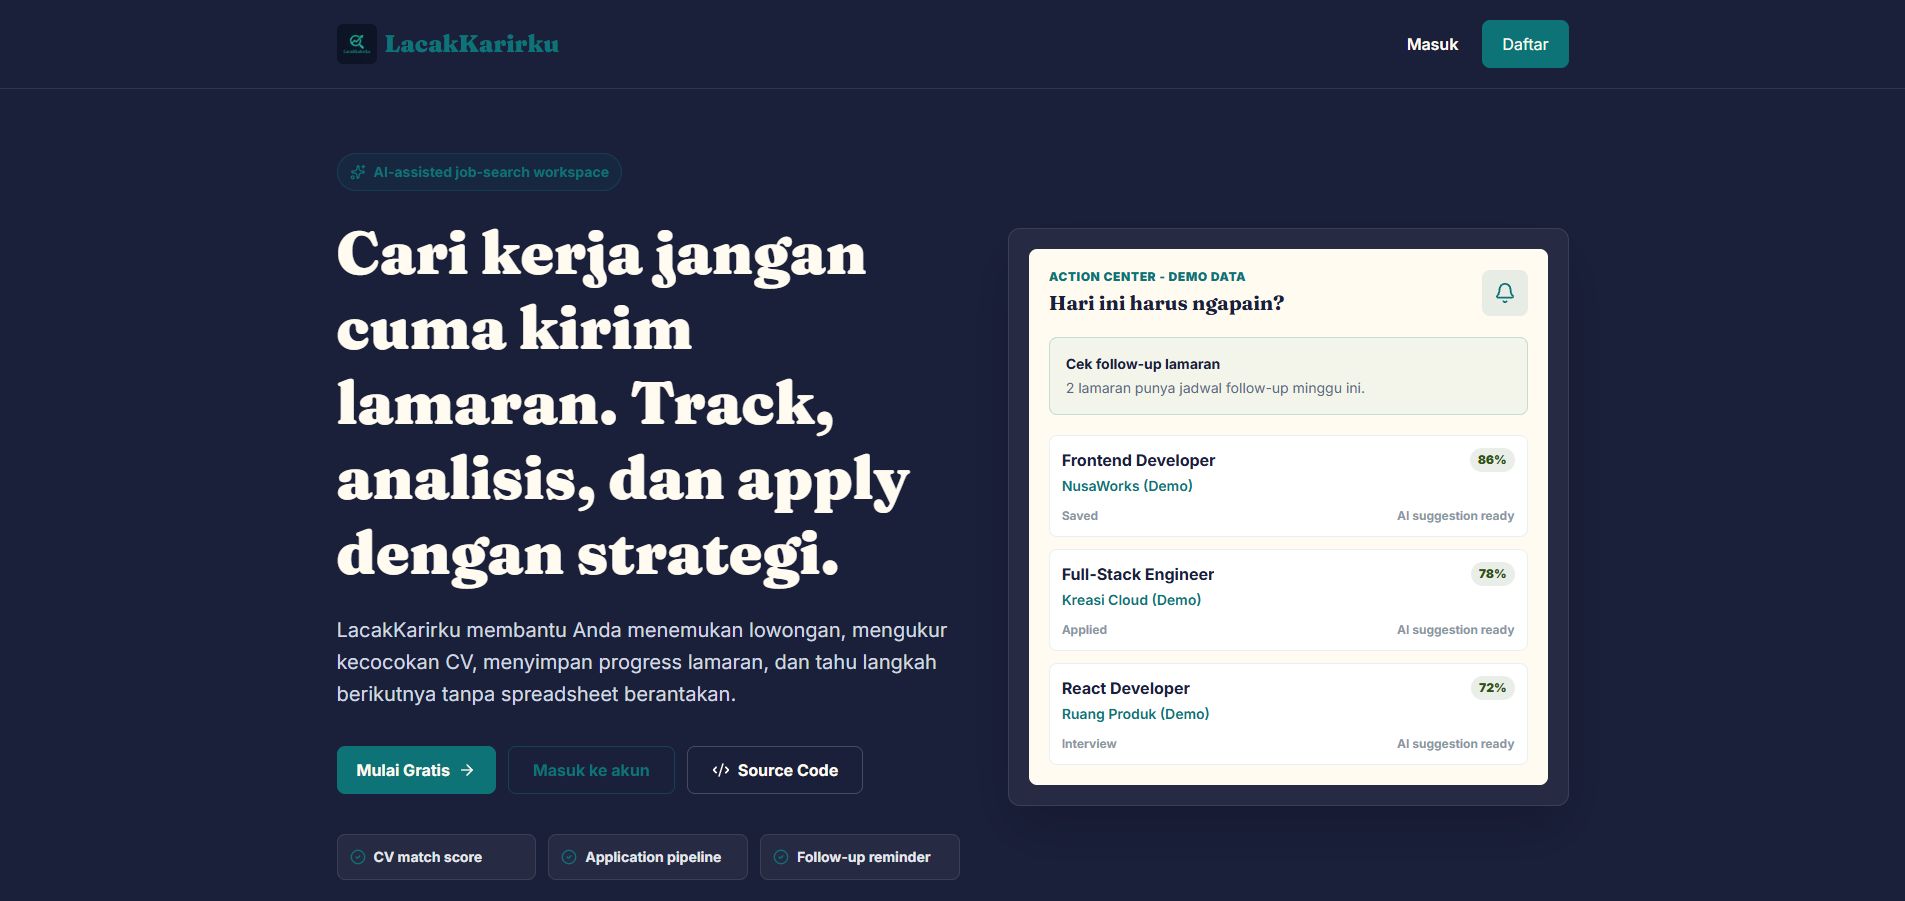 LacakKarirku
Masuk
Daftar
AI-assisted job-search workspace
Cari kerja jangan
cuma kirim
lamaran. Track,
analisis, dan apply
dengan strategi.
LacakKarirku membantu Anda menemukan lowongan, mengukur
kecocokan CV, menyimpan progress lamaran, dan tahu langkah
berikutnya tanpa spreadsheet berantakan.
Mulai Gratis
Masuk ke akun
</> Source Code
CV match score
Application pipeline
Follow-up reminder
ACTION CENTER - DEMO DATA
Hari ini harus ngapain?
Cek follow-up lamaran
2 lamaran punya jadwal follow-up minggu ini.
Frontend Developer
86%
NusaWorks (Demo)
Saved
AI suggestion ready
Full-Stack Engineer
78%
Kreasi Cloud (Demo)
Applied
AI suggestion ready
React Developer
72%
Ruang Produk (Demo)
Interview
AI suggestion ready